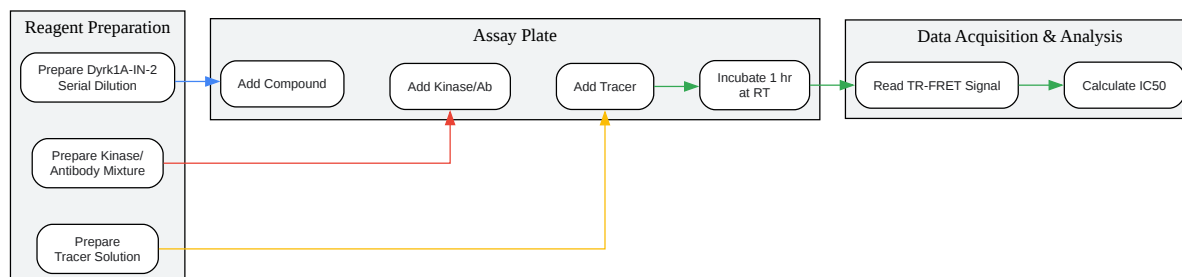 Reagent Preparation
Prepare Dyrk1A-IN-2
Serial Dilution
Prepare Kinase/
Antibody Mixture
Prepare
Tracer Solution
Assay Plate
Add Compound
Add Kinase/Ab
Add Tracer
Incubate 1 hr
at RT
Data Acquisition & Analysis
Read TR-FRET Signal
Calculate IC50